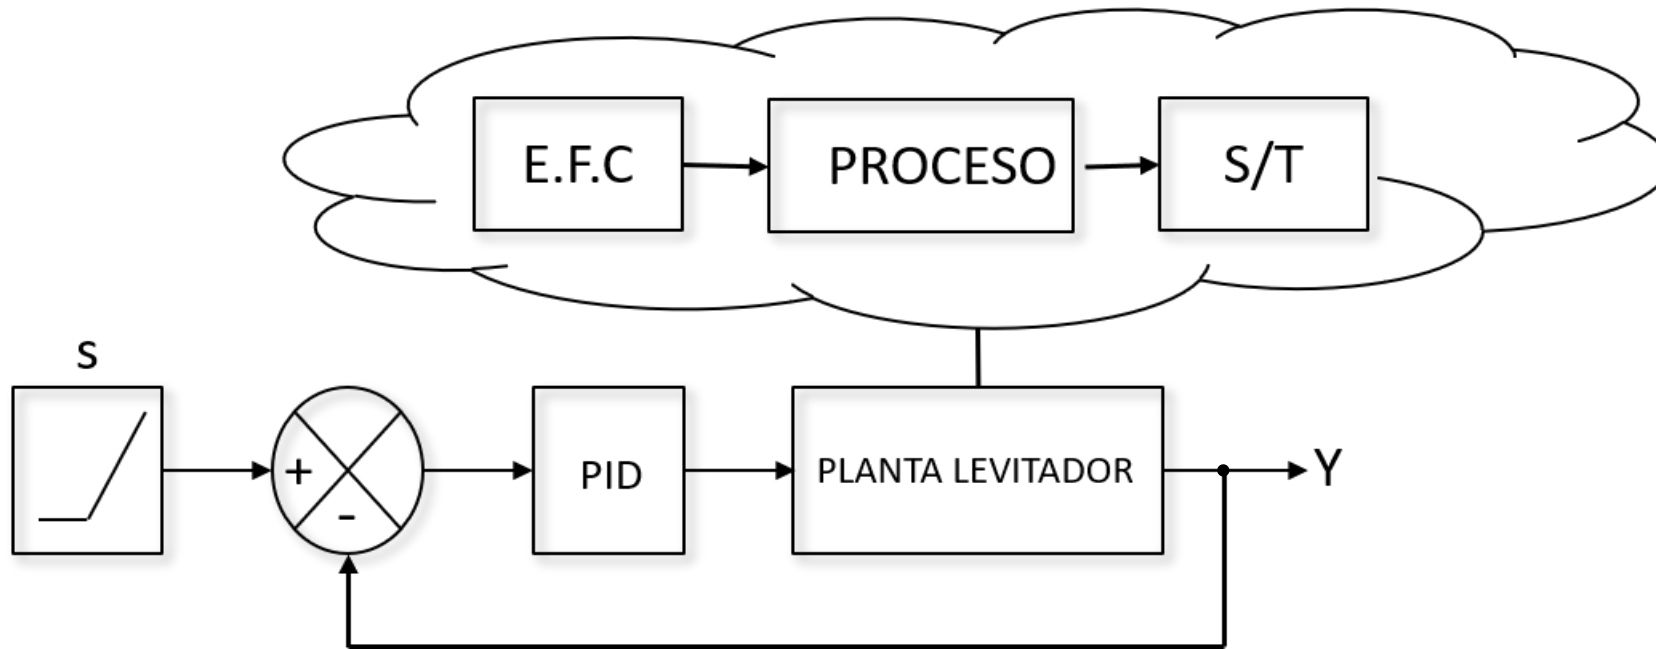 E.F.C
PROCESO
S/T
s
+
-
PID
PLANTA LEVITADOR
Y